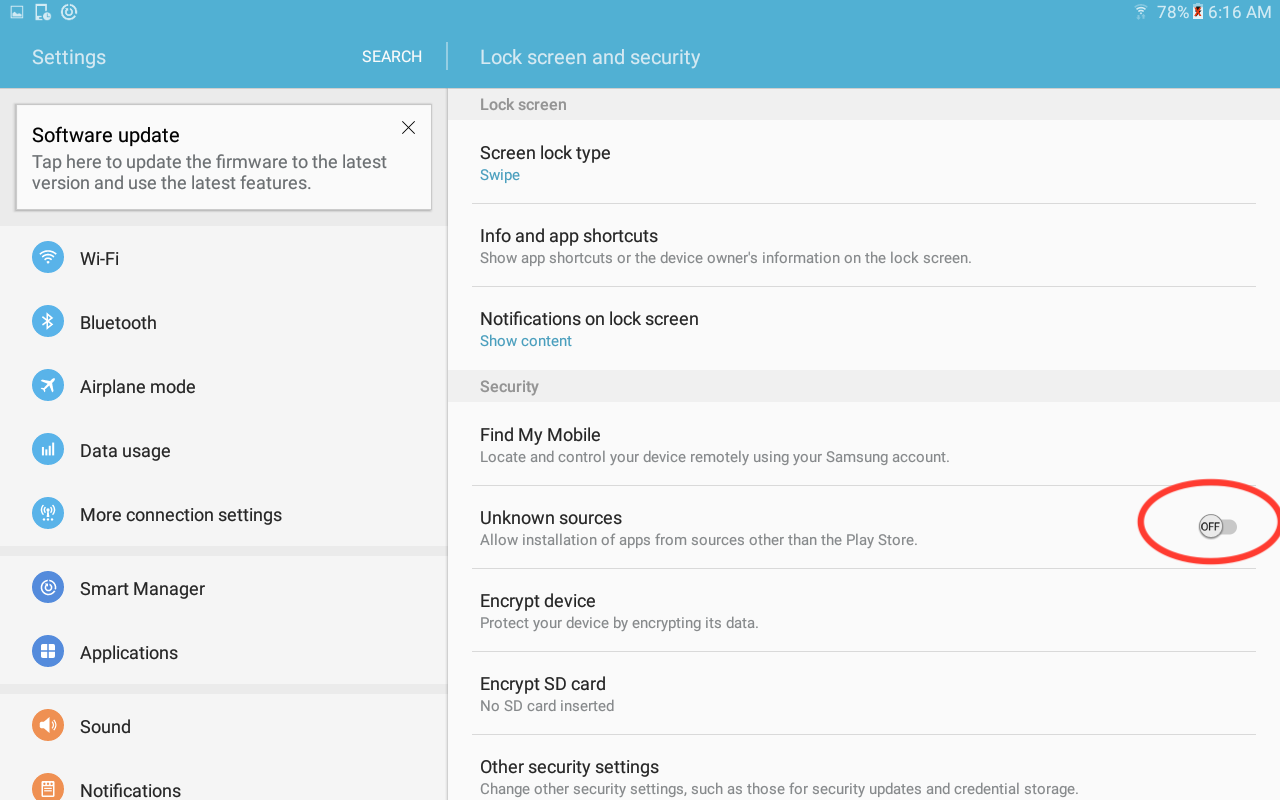 78% 6:16 AM
Settings SEARCH
Lock screen and security
Software update
Tap here to update the firmware to the latest
version and use the latest features.
Wi-Fi
Bluetooth
Airplane mode
Data usage
More connection settings
Smart Manager
Applications
Sound
Notifications
Lock screen
Screen lock type
Swipe
Info and app shortcuts
Show app shortcuts or the device owner's information on the lock screen.
Notifications on lock screen
Show content
Security
Find My Mobile
Locate and control your device remotely using your Samsung account.
Unknown sources
Allow installation of apps from sources other than the Play Store.
OFF
Encrypt device
Protect your device by encrypting its data.
Encrypt SD card
No SD card inserted
Other security settings
Change other security settings, such as those for security updates and credential storage.